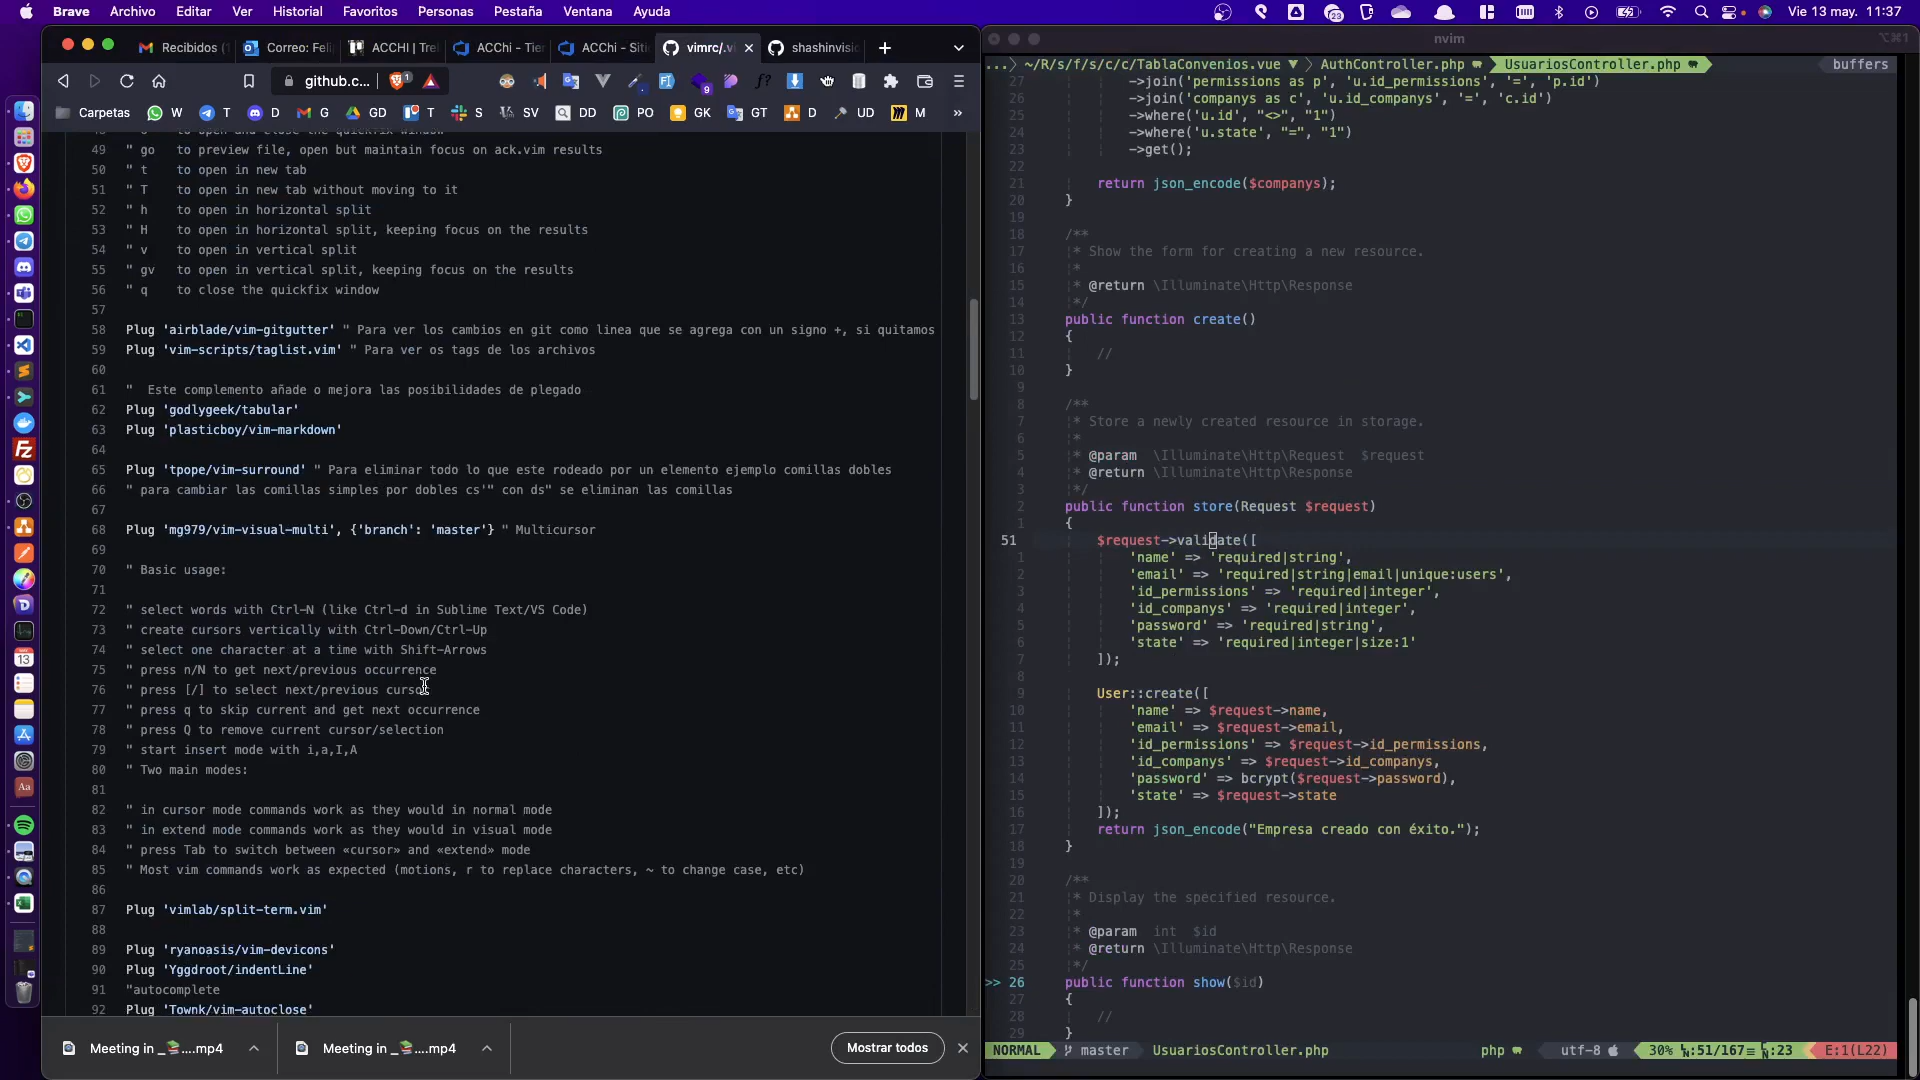 Brave Archivo Editar Ver Historial Favoritos Personas Pestaña Ventana Ayuda
23
Vie 13 may. 11:37
Recibidos (
Correo: Feli
ACCHI | Trel
ACChi - Tier
ACChi - Siti
vimrc/.v
shashinvisio
github.c...
1
9
Carpetas W T D G GD T S SV DD PO GK GT D UD M »
49 " go to preview file, open but maintain focus on ack.vim results
50 " t to open in new tab
51 " T to open in new tab without moving to it
52 " h to open in horizontal split
53 " H to open in horizontal split, keeping focus on the results
54 " v to open in vertical split
55 " gv to open in vertical split, keeping focus on the results
56 " q to close the quickfix window
57
58 Plug 'airblade/vim-gitgutter' " Para ver los cambios en git como linea que se agrega con un signo +, si quitamos
59 Plug 'vim-scripts/taglist.vim' " Para ver os tags de los archivos
60
61 " Este complemento añade o mejora las posibilidades de plegado
62 Plug 'godlygeek/tabular'
63 Plug 'plasticboy/vim-markdown'
64
65 Plug 'tpope/vim-surround' " Para eliminar todo lo que este rodeado por un elemento ejemplo comillas dobles
66 " para cambiar las comillas simples por dobles cs'" con ds" se eliminan las comillas
67
68 Plug 'mg979/vim-visual-multi', {'branch': 'master'} " Multicursor
69
70 " Basic usage:
71
72 " select words with Ctrl-N (like Ctrl-d in Sublime Text/VS Code)
73 " create cursors vertically with Ctrl-Down/Ctrl-Up
74 " select one character at a time with Shift-Arrows
75 " press n/N to get next/previous occurrence
76 " press [/] to select next/previous cursor
77 " press q to skip current and get next occurrence
78 " press Q to remove current cursor/selection
79 " start insert mode with i,a,I,A
80 " Two main modes:
81
82 " in cursor mode commands work as they would in normal mode
83 " in extend mode commands work as they would in visual mode
84 " press Tab to switch between «cursor» and «extend» mode
85 " Most vim commands work as expected (motions, r to replace characters, ~ to change case, etc)
86
87 Plug 'vimlab/split-term.vim'
88
89 Plug 'ryanoasis/vim-devicons'
90 Plug 'Yggdroot/indentLine'
91 "autocomplete
92 Plug 'Townk/vim-autoclose'
Meeting in _....mp4
Meeting in _....mp4
Mostrar todos
nvim
⌥⌘1
...〉 ~/R/s/f/s/c/c/TablaConvenios.vue 〉 AuthController.php 〉 UsuariosController.php buffers
27 ->join('permissions as p', 'u.id_permissions', '=', 'p.id')
26 ->join('companys as c', 'u.id_companys', '=', 'c.id')
25 ->where('u.id', "<>", "1")
24 ->where('u.state', "=", "1")
23 ->get();
22
21 return json_encode($companys);
20 }
19
18 /**
17 * Show the form for creating a new resource.
16 *
15 * @return \Illuminate\Http\Response
14 */
13 public function create()
12 {
11 //
10 }
9
8 /**
7 * Store a newly created resource in storage.
6 *
5 * @param \Illuminate\Http\Request $request
4 * @return \Illuminate\Http\Response
3 */
2 public function store(Request $request)
1 {
51 $request->validate([
1 'name' => 'required|string',
2 'email' => 'required|string|email|unique:users',
3 'id_permissions' => 'required|integer',
4 'id_companys' => 'required|integer',
5 'password' => 'required|string',
6 'state' => 'required|integer|size:1'
7 ]);
8
9 User::create([
10 'name' => $request->name,
11 'email' => $request->email,
12 'id_permissions' => $request->id_permissions,
13 'id_companys' => $request->id_companys,
14 'password' => bcrypt($request->password),
15 'state' => $request->state
16 ]);
17 return json_encode("Empresa creado con éxito.");
18 }
19
20 /**
21 * Display the specified resource.
22 *
23 * @param int $id
24 * @return \Illuminate\Http\Response
25 */
>> 26 public function show($id)
27 {
28 //
29 }
NORMAL master UsuariosController.php php utf-8 30% :51/167≡ :23 E:1(L22)